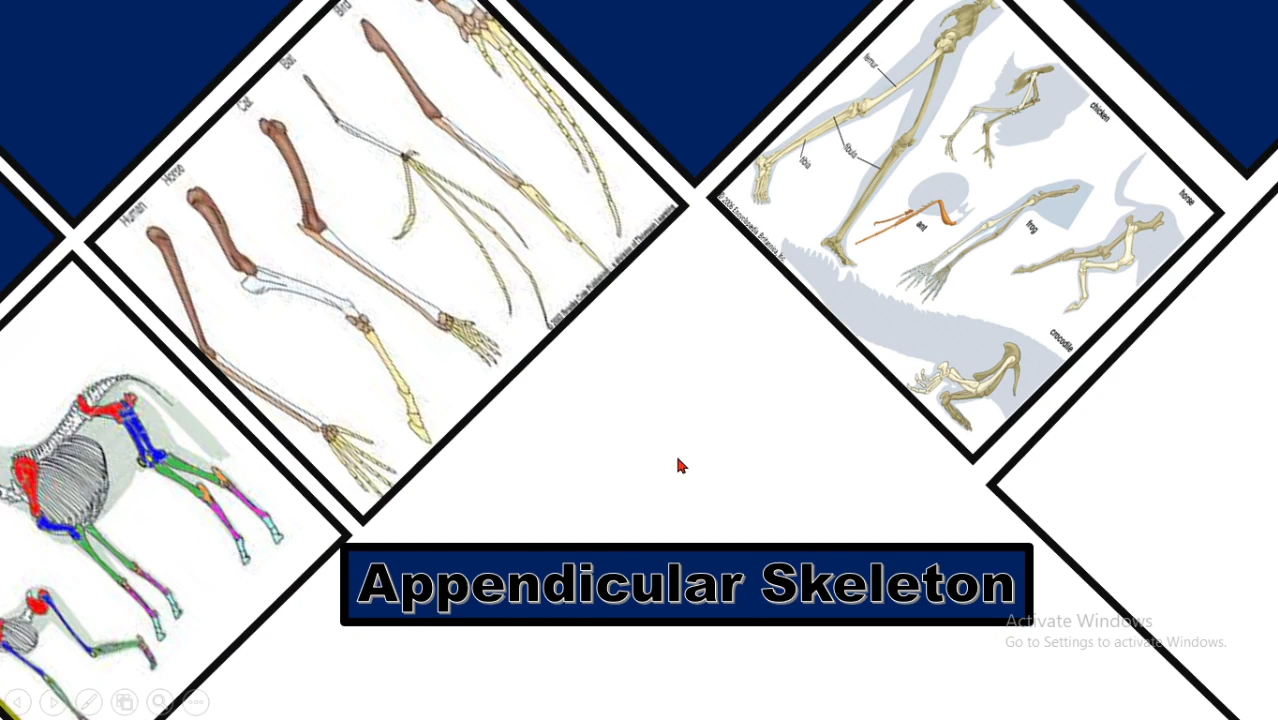 Bird
Bat
Cat
Horse
Human
femur
tibia
fibula
chicken
horse
ant
frog
crocodile
Appendicular Skeleton
Activate Windows
Go to Settings to activate Windows.